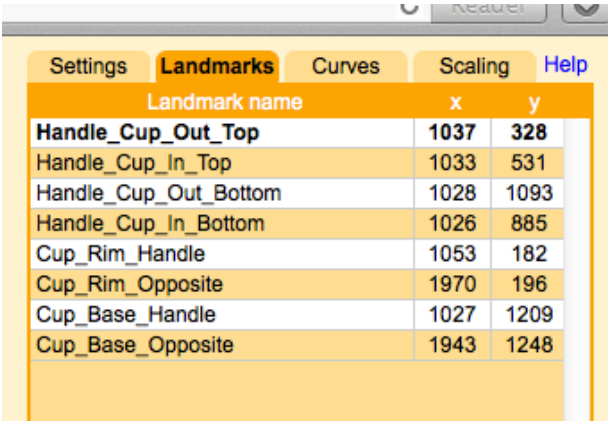 Reader
Settings Landmarks Curves Scaling Help
Landmark name x y
Handle_Cup_Out_Top 1037 328
Handle_Cup_In_Top 1033 531
Handle_Cup_Out_Bottom 1028 1093
Handle_Cup_In_Bottom 1026 885
Cup_Rim_Handle 1053 182
Cup_Rim_Opposite 1970 196
Cup_Base_Handle 1027 1209
Cup_Base_Opposite 1943 1248